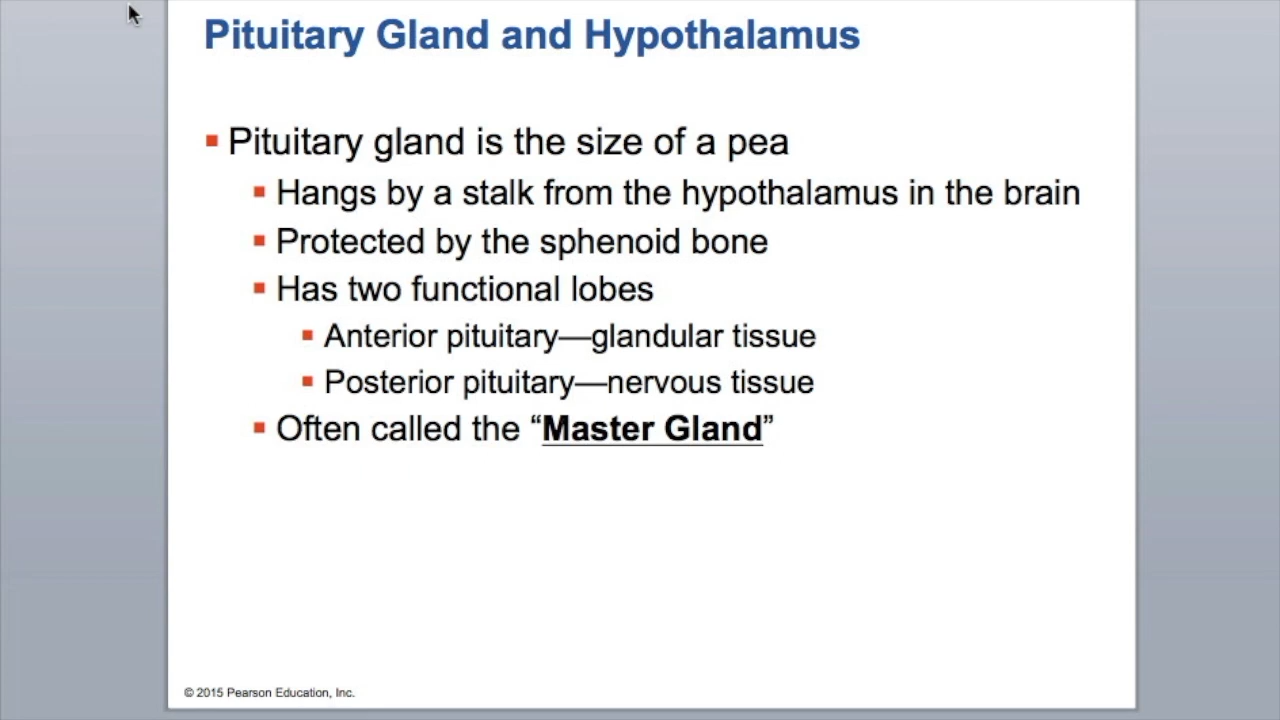 Pituitary Gland and Hypothalamus
Pituitary gland is the size of a pea
Hangs by a stalk from the hypothalamus in the brain
Protected by the sphenoid bone
Has two functional lobes
Anterior pituitary—glandular tissue
Posterior pituitary—nervous tissue
Often called the “Master Gland”
© 2015 Pearson Education, Inc.